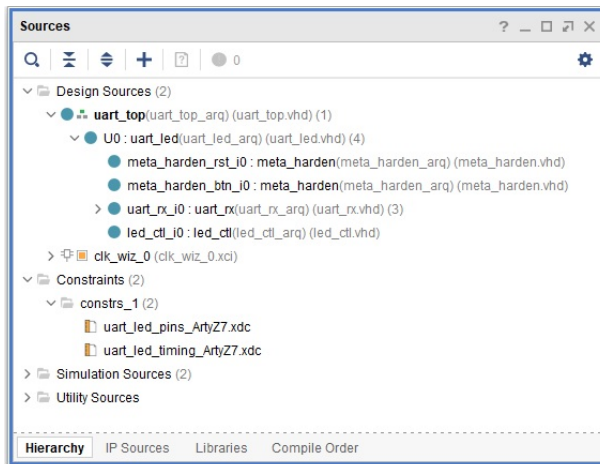 Sources
? _
0
Design Sources (2)
uart_top(uart_top_arq) (uart_top.vhd) (1)
U0 : uart_led(uart_led_arq) (uart_led.vhd) (4)
meta_harden_rst_i0 : meta_harden(meta_harden_arq) (meta_harden.vhd)
meta_harden_btn_i0 : meta_harden(meta_harden_arq) (meta_harden.vhd)
uart_rx_i0 : uart_rx(uart_rx_arq) (uart_rx.vhd) (3)
led_ctl_i0 : led_ctl(led_ctl_arq) (led_ctl.vhd)
clk_wiz_0 (clk_wiz_0.xci)
Constraints (2)
constrs_1 (2)
uart_led_pins_ArtyZ7.xdc
uart_led_timing_ArtyZ7.xdc
Simulation Sources (2)
Utility Sources
Hierarchy IP Sources Libraries Compile Order